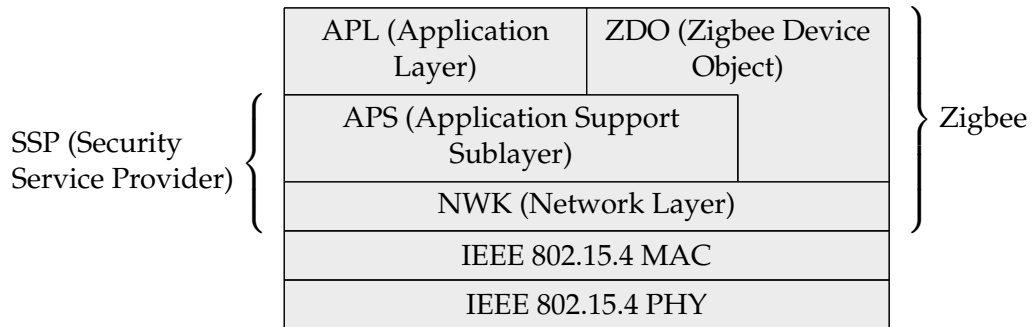 APL (Application
Layer)
ZDO (Zigbee Device
Object)
SSP (Security
Service Provider)
APS (Application Support
Sublayer)
Zigbee
NWK (Network Layer)
IEEE 802.15.4 MAC
IEEE 802.15.4 PHY